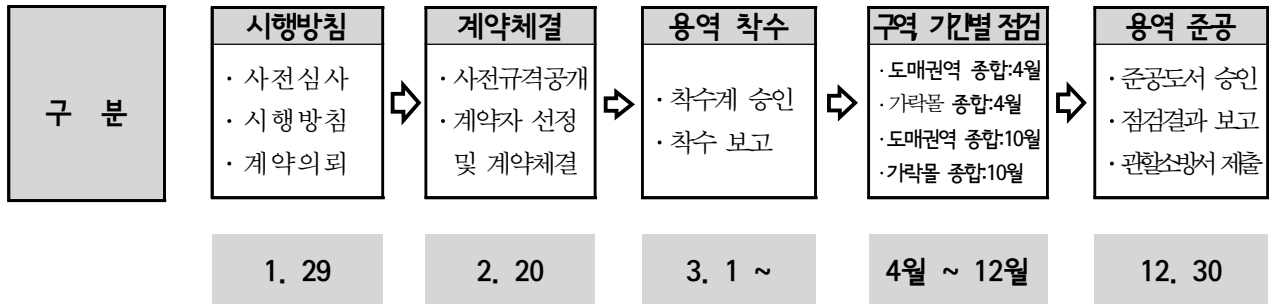 구 분
시행방침
· 사전심사
· 시행방침
· 계약의뢰
계약체결
· 사전규격공개
· 계약자 선정
및 계약체결
용역 착수
· 착수계 승인
· 착수 보고
구역, 기간별 점검
· 도매권역 종합:4월
· 가락몰 종합:4월
· 도매권역 종합:10월
· 가락몰 종합:10월
용역 준공
· 준공도서 승인
· 점검결과 보고
· 관할소방서 제출
1. 29
2. 20
3. 1 ~
4월 ~ 12월
12. 30